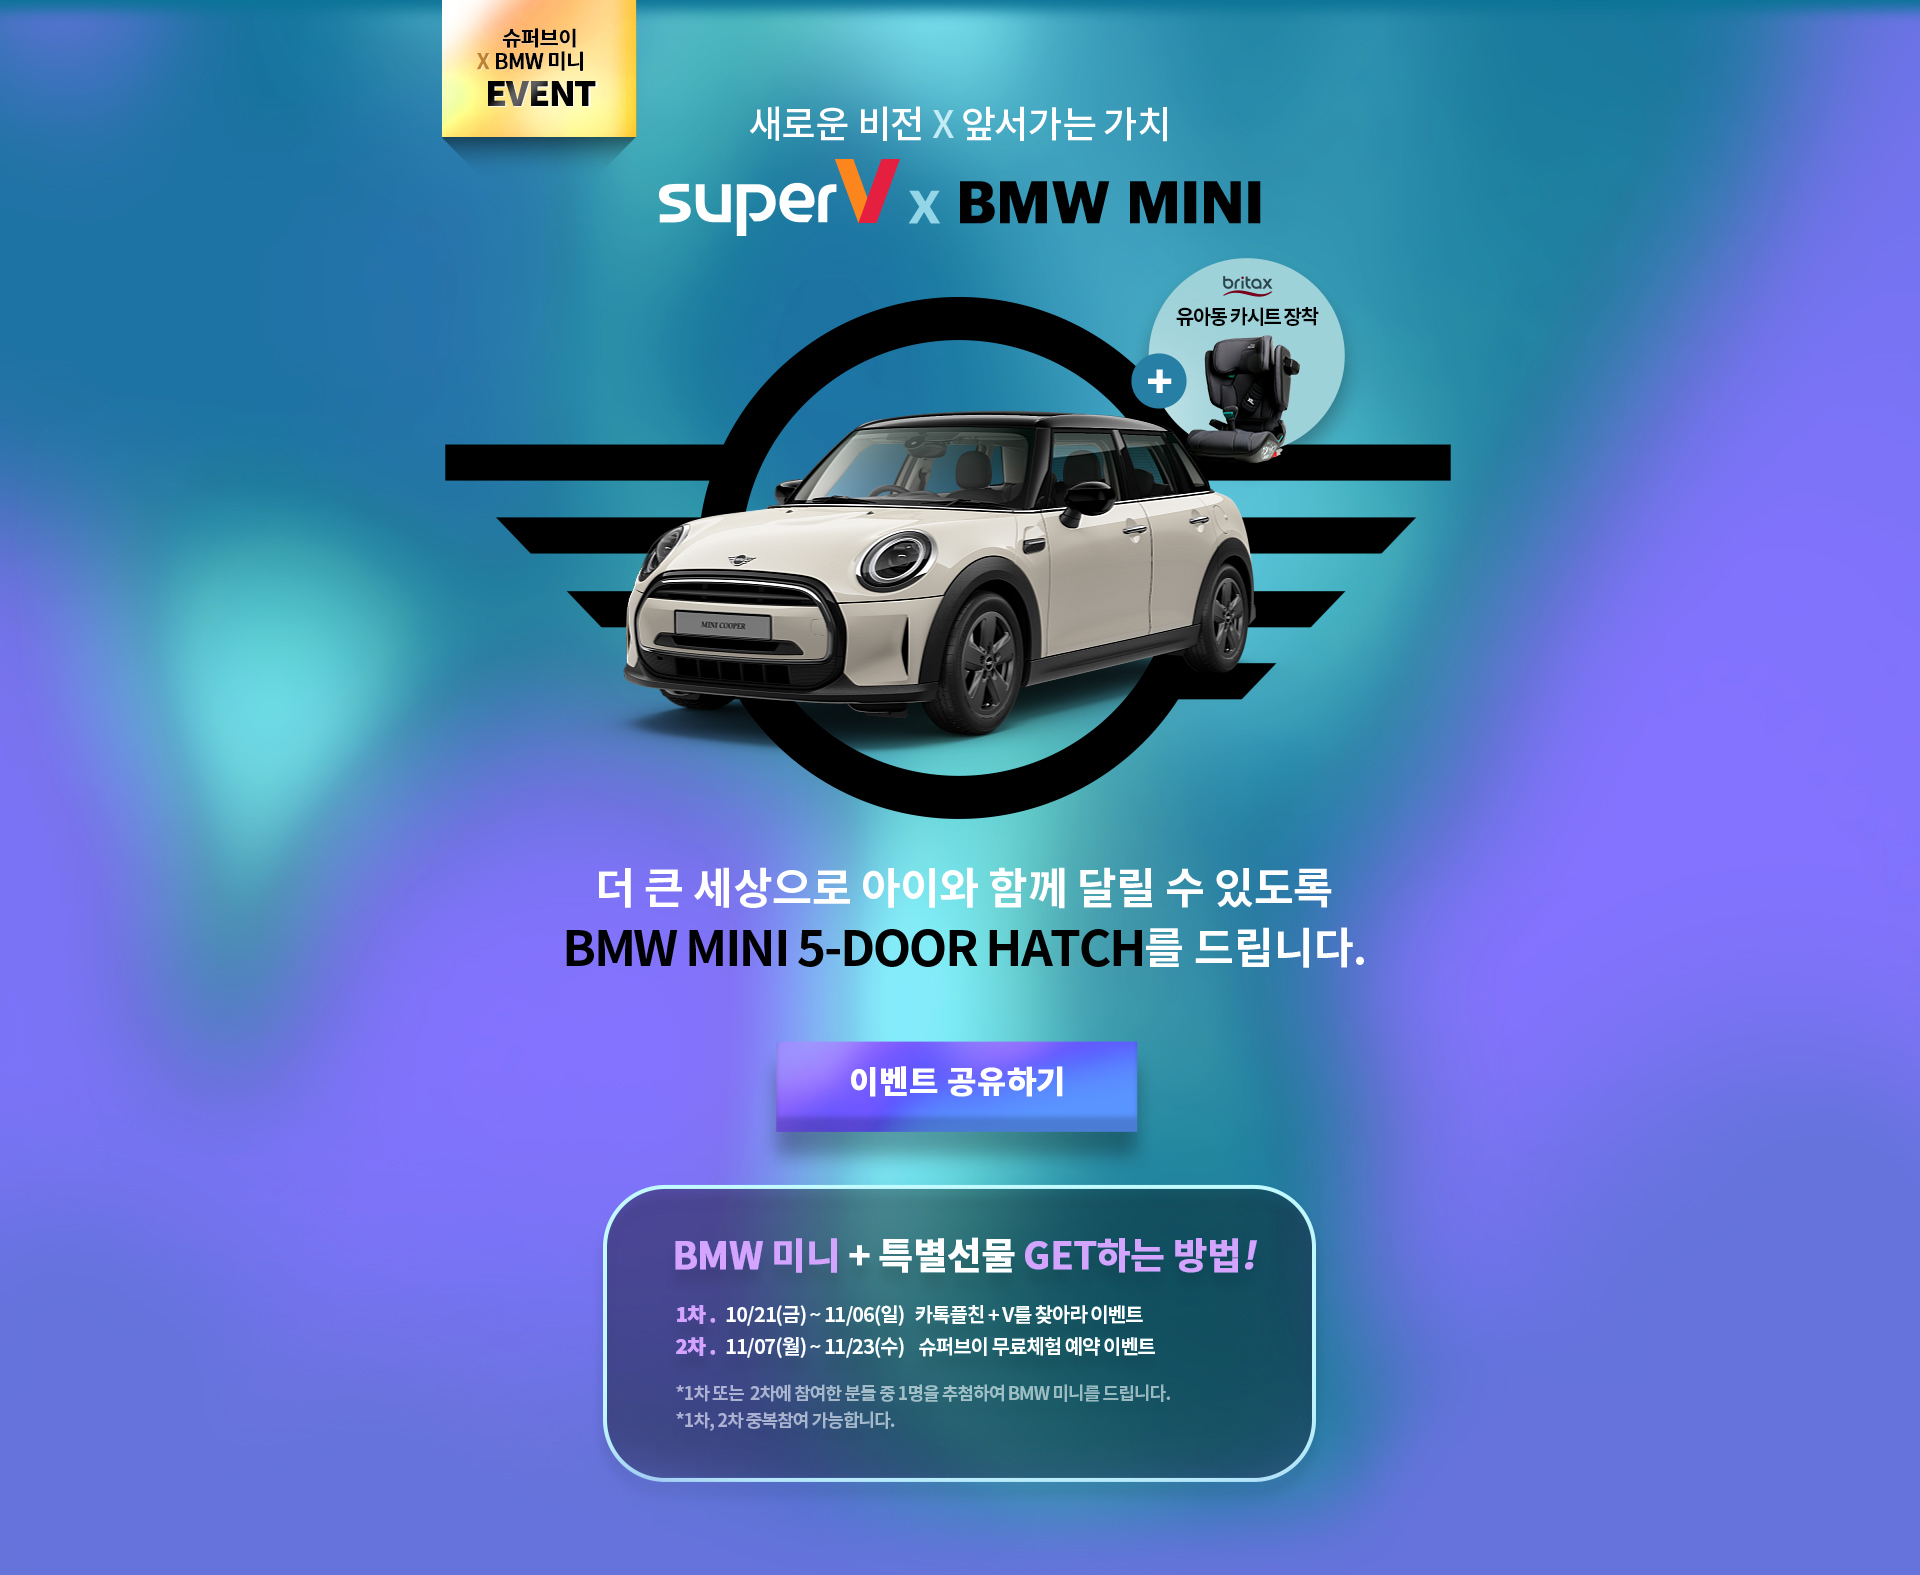 슈퍼브이
X BMW 미니
EVENT
새로운 비전 X 앞서가는 가치
superV x BMW MINI
britax
유아동 카시트 장착
+
MINI COOPER
더 큰 세상으로 아이와 함께 달릴 수 있도록
BMW MINI 5-DOOR HATCH를 드립니다.
이벤트 공유하기
BMW 미니 + 특별선물 GET하는 방법!
1차. 10/21(금) ~ 11/06(일) 카톡플친 + V를 찾아라 이벤트
2차. 11/07(월) ~ 11/23(수) 슈퍼브이 무료체험 예약 이벤트
*1차 또는 2차에 참여한 분들 중 1명을 추첨하여 BMW 미니를 드립니다.
*1차, 2차 중복참여 가능합니다.